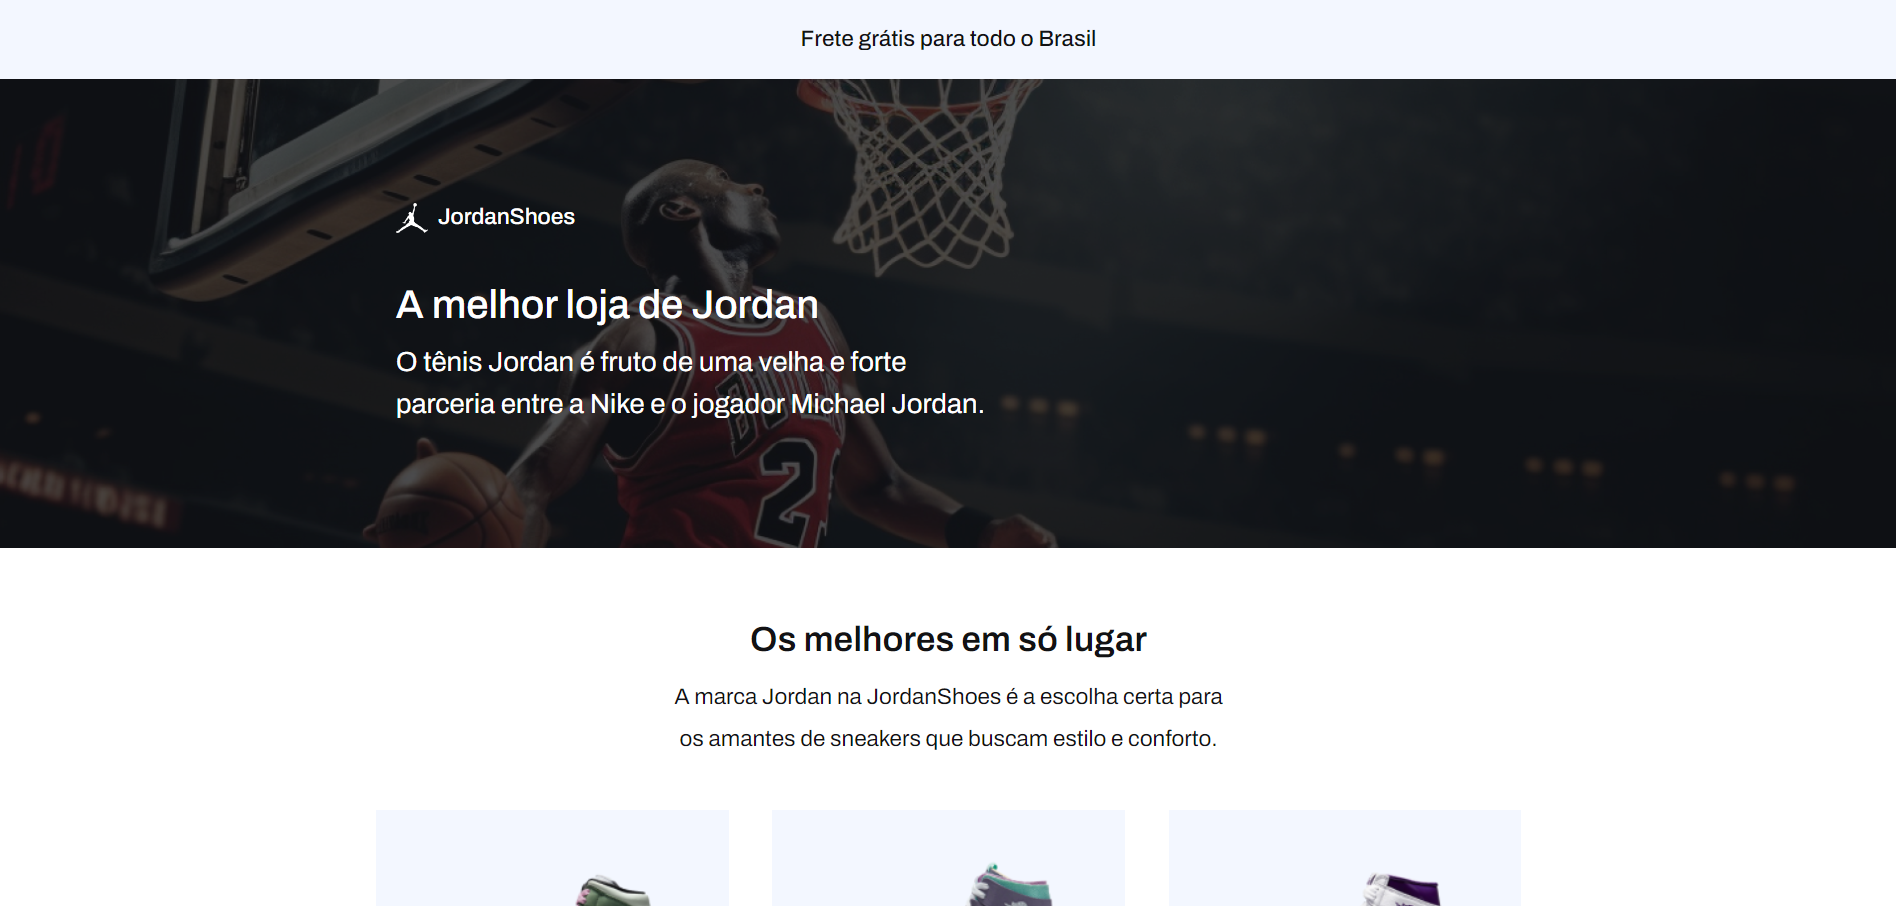 Frete grátis para todo o Brasil
JordanShoes
A melhor loja de Jordan
O tênis Jordan é fruto de uma velha e forte
parceria entre a Nike e o jogador Michael Jordan.
Os melhores em só lugar
A marca Jordan na JordanShoes é a escolha certa para
os amantes de sneakers que buscam estilo e conforto.